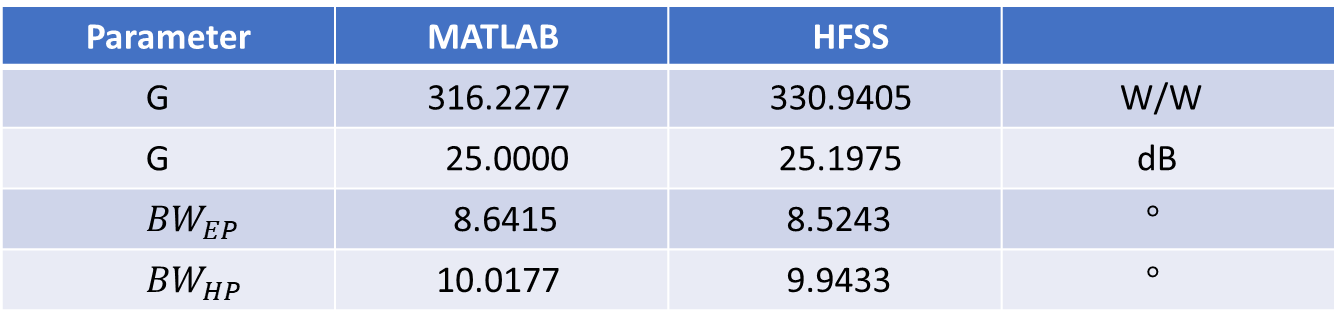 Parameter MATLAB HFSS
G 316.2277 330.9405 W/W
G 25.0000 25.1975 dB
BW_EP 8.6415 8.5243 °
BW_HP 10.0177 9.9433 °